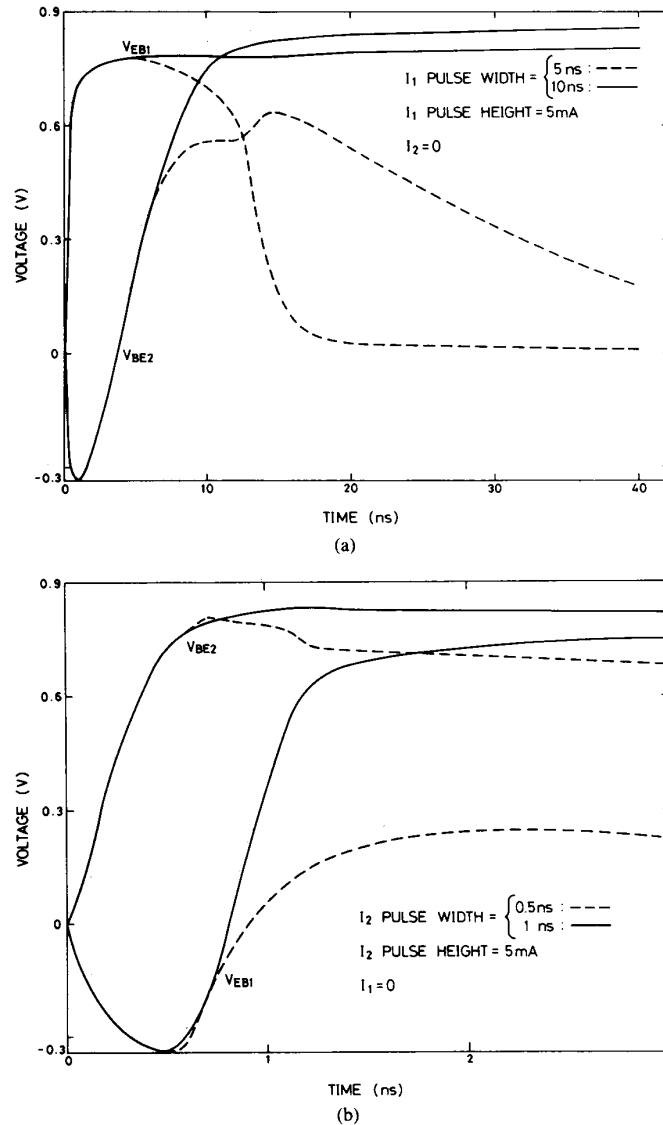 0.9
0.6
0.3
0
-0.3
VOLTAGE (V)
VEB1
VBE2
I1 PULSE WIDTH = { 5 ns : ---
10ns : —
I1 PULSE HEIGHT = 5mA
I2 = 0
0 10 20 30 40
TIME (ns)
(a)
0.9
0.6
0.3
0
-0.3
VOLTAGE (V)
VBE2
VEB1
I2 PULSE WIDTH = { 0.5ns : ---
1 ns : —
I2 PULSE HEIGHT = 5mA
I1 = 0
0 1 2
TIME (ns)
(b)